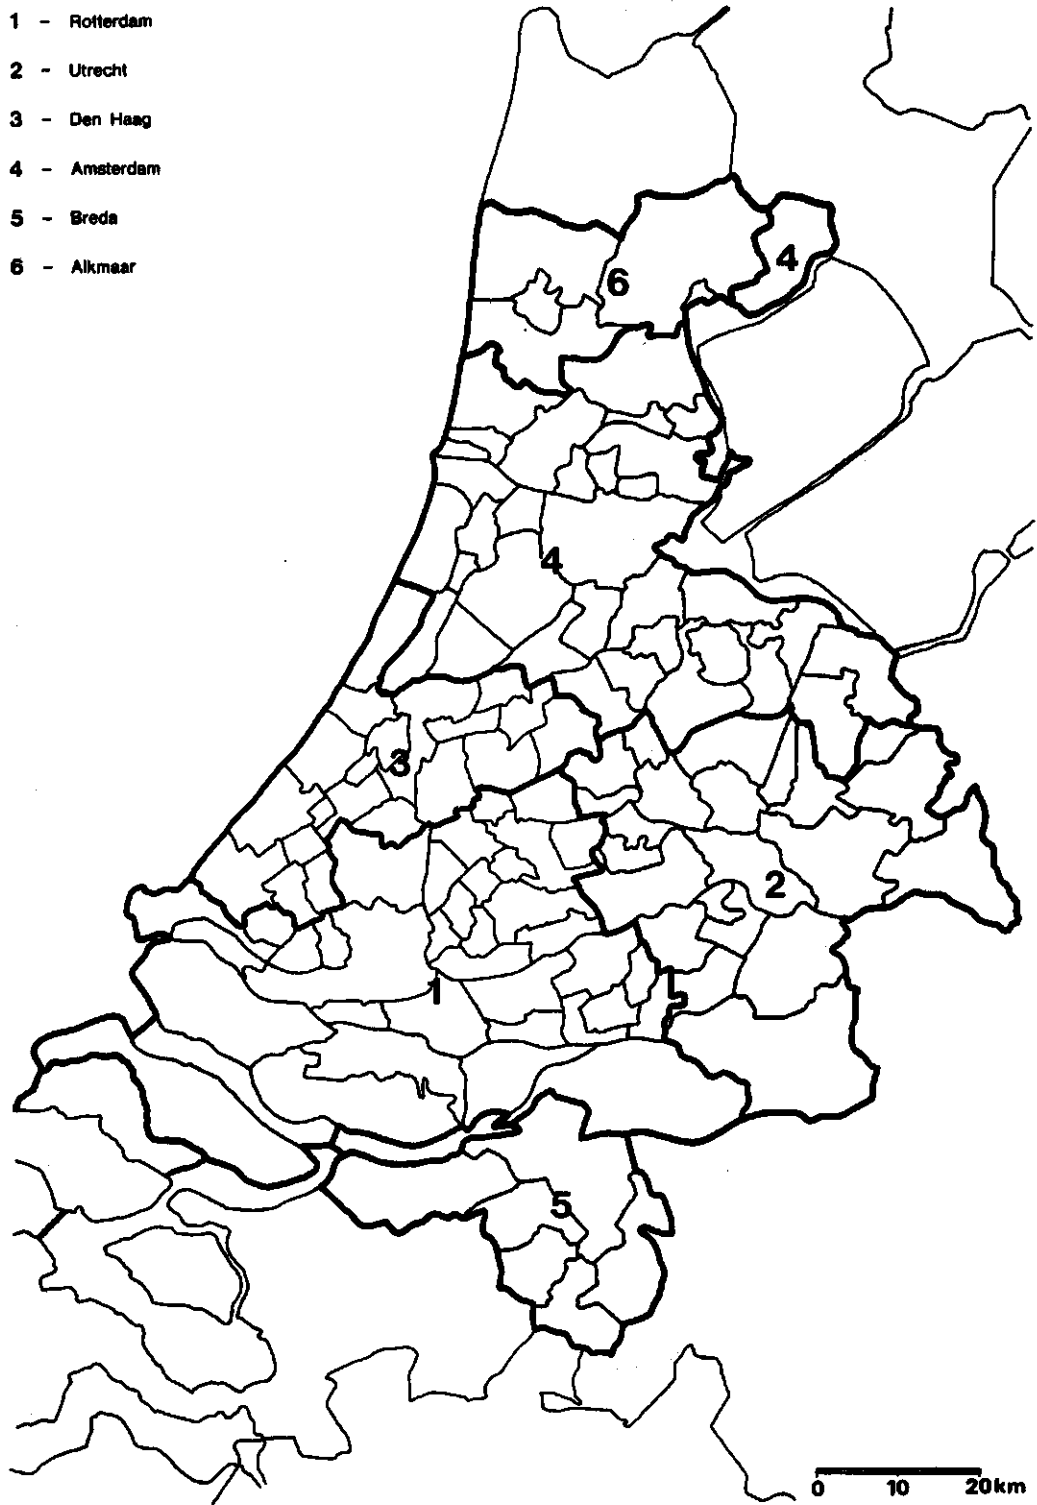 1 - Rotterdam
2 - Utrecht
3 - Den Haag
4 - Amsterdam
5 - Breda
6 - Alkmaar
4
6
4
3
2
1
5
0 10 20km